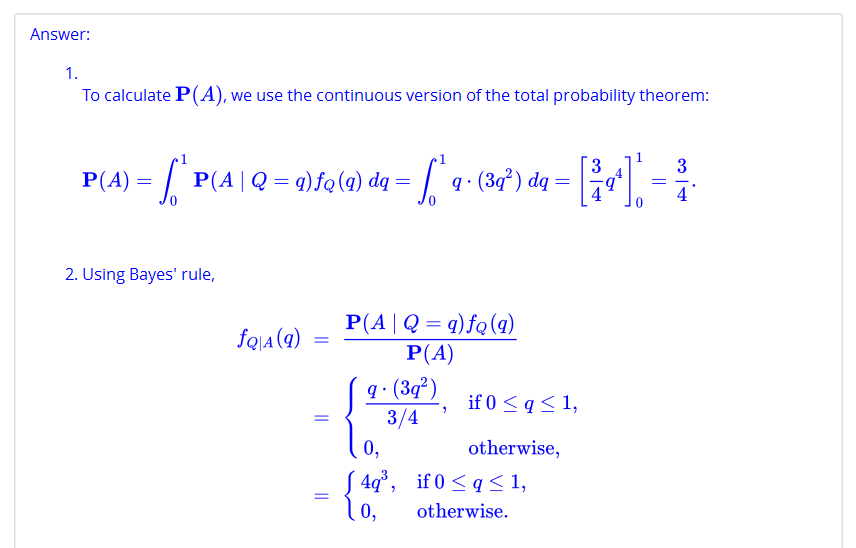 Answer:
1.
To calculate P(A), we use the continuous version of the total probability theorem:
P(A) = ∫₀¹ P(A | Q = q) f_Q(q) dq = ∫₀¹ q · (3q²) dq = [3/4 q⁴]₀¹ = 3/4.
2. Using Bayes' rule,
f_{Q|A}(q) = P(A | Q = q) f_Q(q) / P(A)
= { q · (3q²) / 3/4, if 0 ≤ q ≤ 1,
0, otherwise,
= { 4q³, if 0 ≤ q ≤ 1,
0, otherwise.